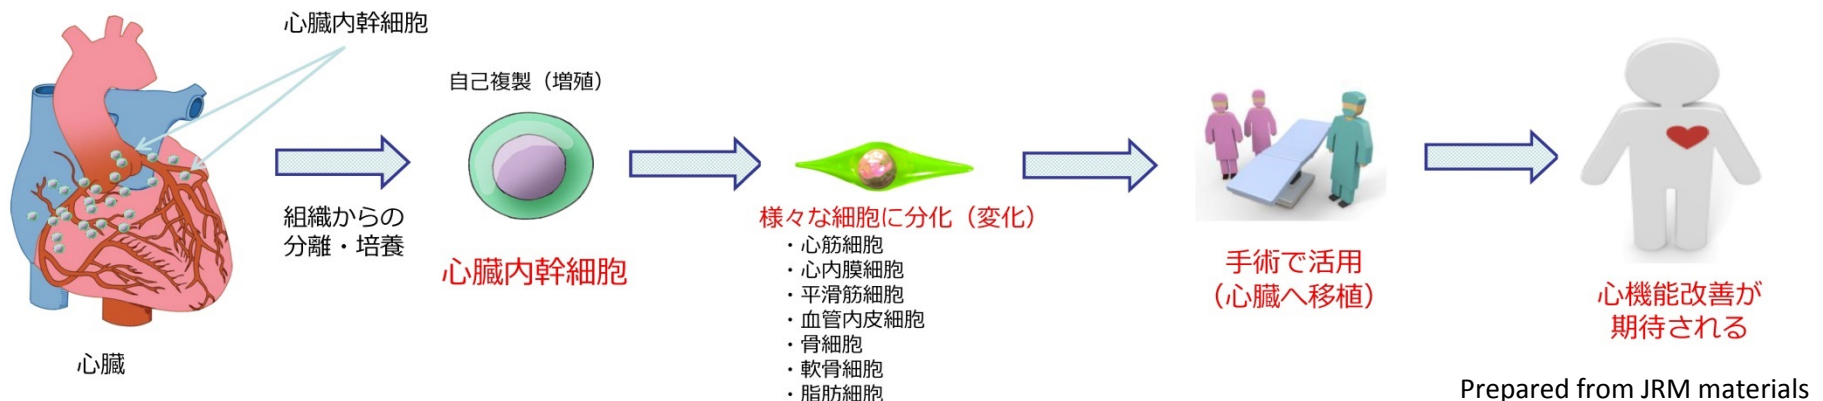 心臓内幹細胞
心臓
組織からの
分離・培養
自己複製（増殖）
心臓内幹細胞
様々な細胞に分化（変化）
・心筋細胞
・心内膜細胞
・平滑筋細胞
・血管内皮細胞
・骨細胞
・軟骨細胞
・脂肪細胞
手術で活用
（心臓へ移植）
心機能改善が
期待される
Prepared from JRM materials